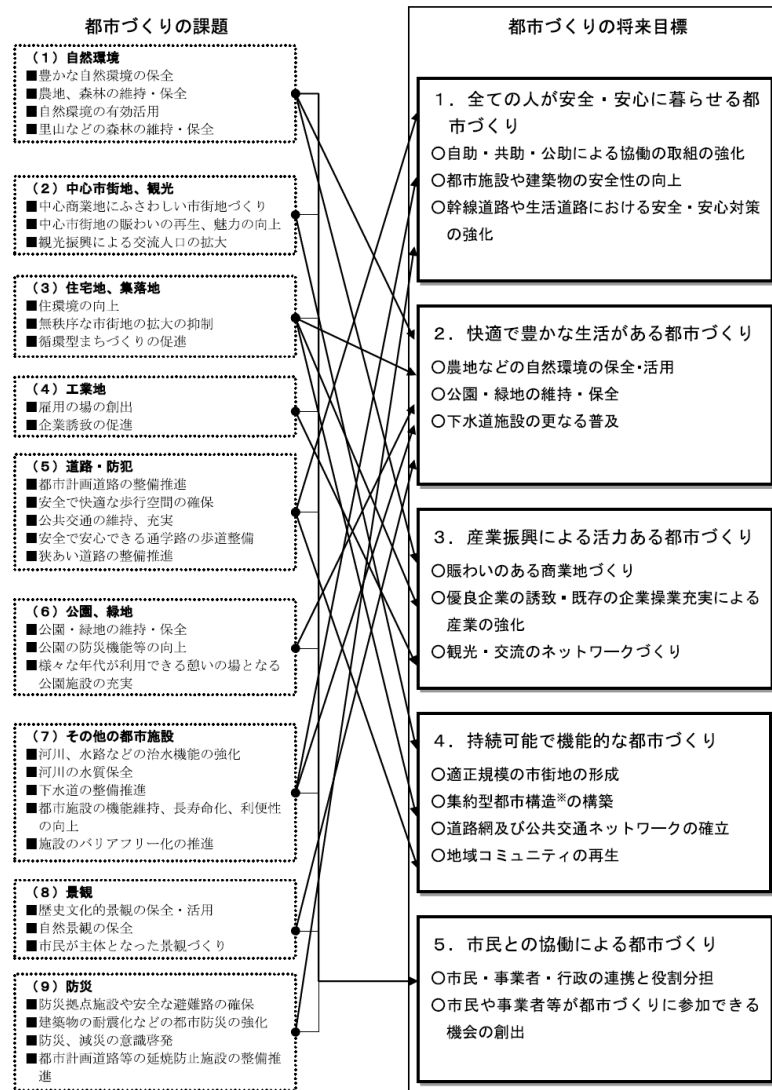 都市づくりの課題
（１）自然環境
■豊かな自然環境の保全
■農地、森林の維持・保全
■自然環境の有効活用
■里山などの森林の維持・保全
（２）中心市街地、観光
■中心商業地にふさわしい市街地づくり
■中心市街地の賑わいの再生、魅力の向上
■観光振興による交流人口の拡大
（３）住宅地、集落地
■住環境の向上
■無秩序な市街地の拡大の抑制
■循環型まちづくりの促進
（４）工業地
■雇用の場の創出
■企業誘致の促進
（５）道路・防犯
■都市計画道路の整備推進
■安全で快適な歩行空間の確保
■公共交通の維持、充実
■安全で安心できる通学路の歩道整備
■狭あい道路の整備推進
（６）公園、緑地
■公園・緑地の維持・保全
■公園の防災機能等の向上
■様々な年代が利用できる憩いの場となる
公園施設の充実
（７）その他の都市施設
■河川、水路などの治水機能の強化
■河川の水質保全
■下水道の整備推進
■都市施設の機能維持、長寿命化、利便性
の向上
■施設のバリアフリー化の推進
（８）景観
■歴史文化的景観の保全・活用
■自然景観の保全
■市民が主体となった景観づくり
（９）防災
■防災拠点施設や安全な避難路の確保
■建築物の耐震化などの都市防災の強化
■防災、減災の意識啓発
■都市計画道路等の延焼防止施設の整備推
進
都市づくりの将来目標
１．全ての人が安全・安心に暮らせる都
市づくり
○自助・共助・公助による協働の取組の強化
○都市施設や建築物の安全性の向上
○幹線道路や生活道路における安全・安心対策
の強化
２．快適で豊かな生活がある都市づくり
○農地などの自然環境の保全・活用
○公園・緑地の維持・保全
○下水道施設の更なる普及
３．産業振興による活力ある都市づくり
○賑わいのある商業地づくり
○優良企業の誘致・既存の企業操業充実による
産業の強化
○観光・交流のネットワークづくり
４．持続可能で機能的な都市づくり
○適正規模の市街地の形成
○集約型都市構造※の構築
○道路網及び公共交通ネットワークの確立
○地域コミュニティの再生
５．市民との協働による都市づくり
○市民・事業者・行政の連携と役割分担
○市民や事業者等が都市づくりに参加できる
機会の創出